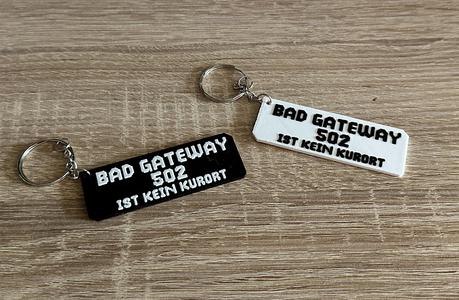 BAD GATEWAY
502
IST KEIN KURORT
BAD GATEWAY
502
IST KEIN KURORT